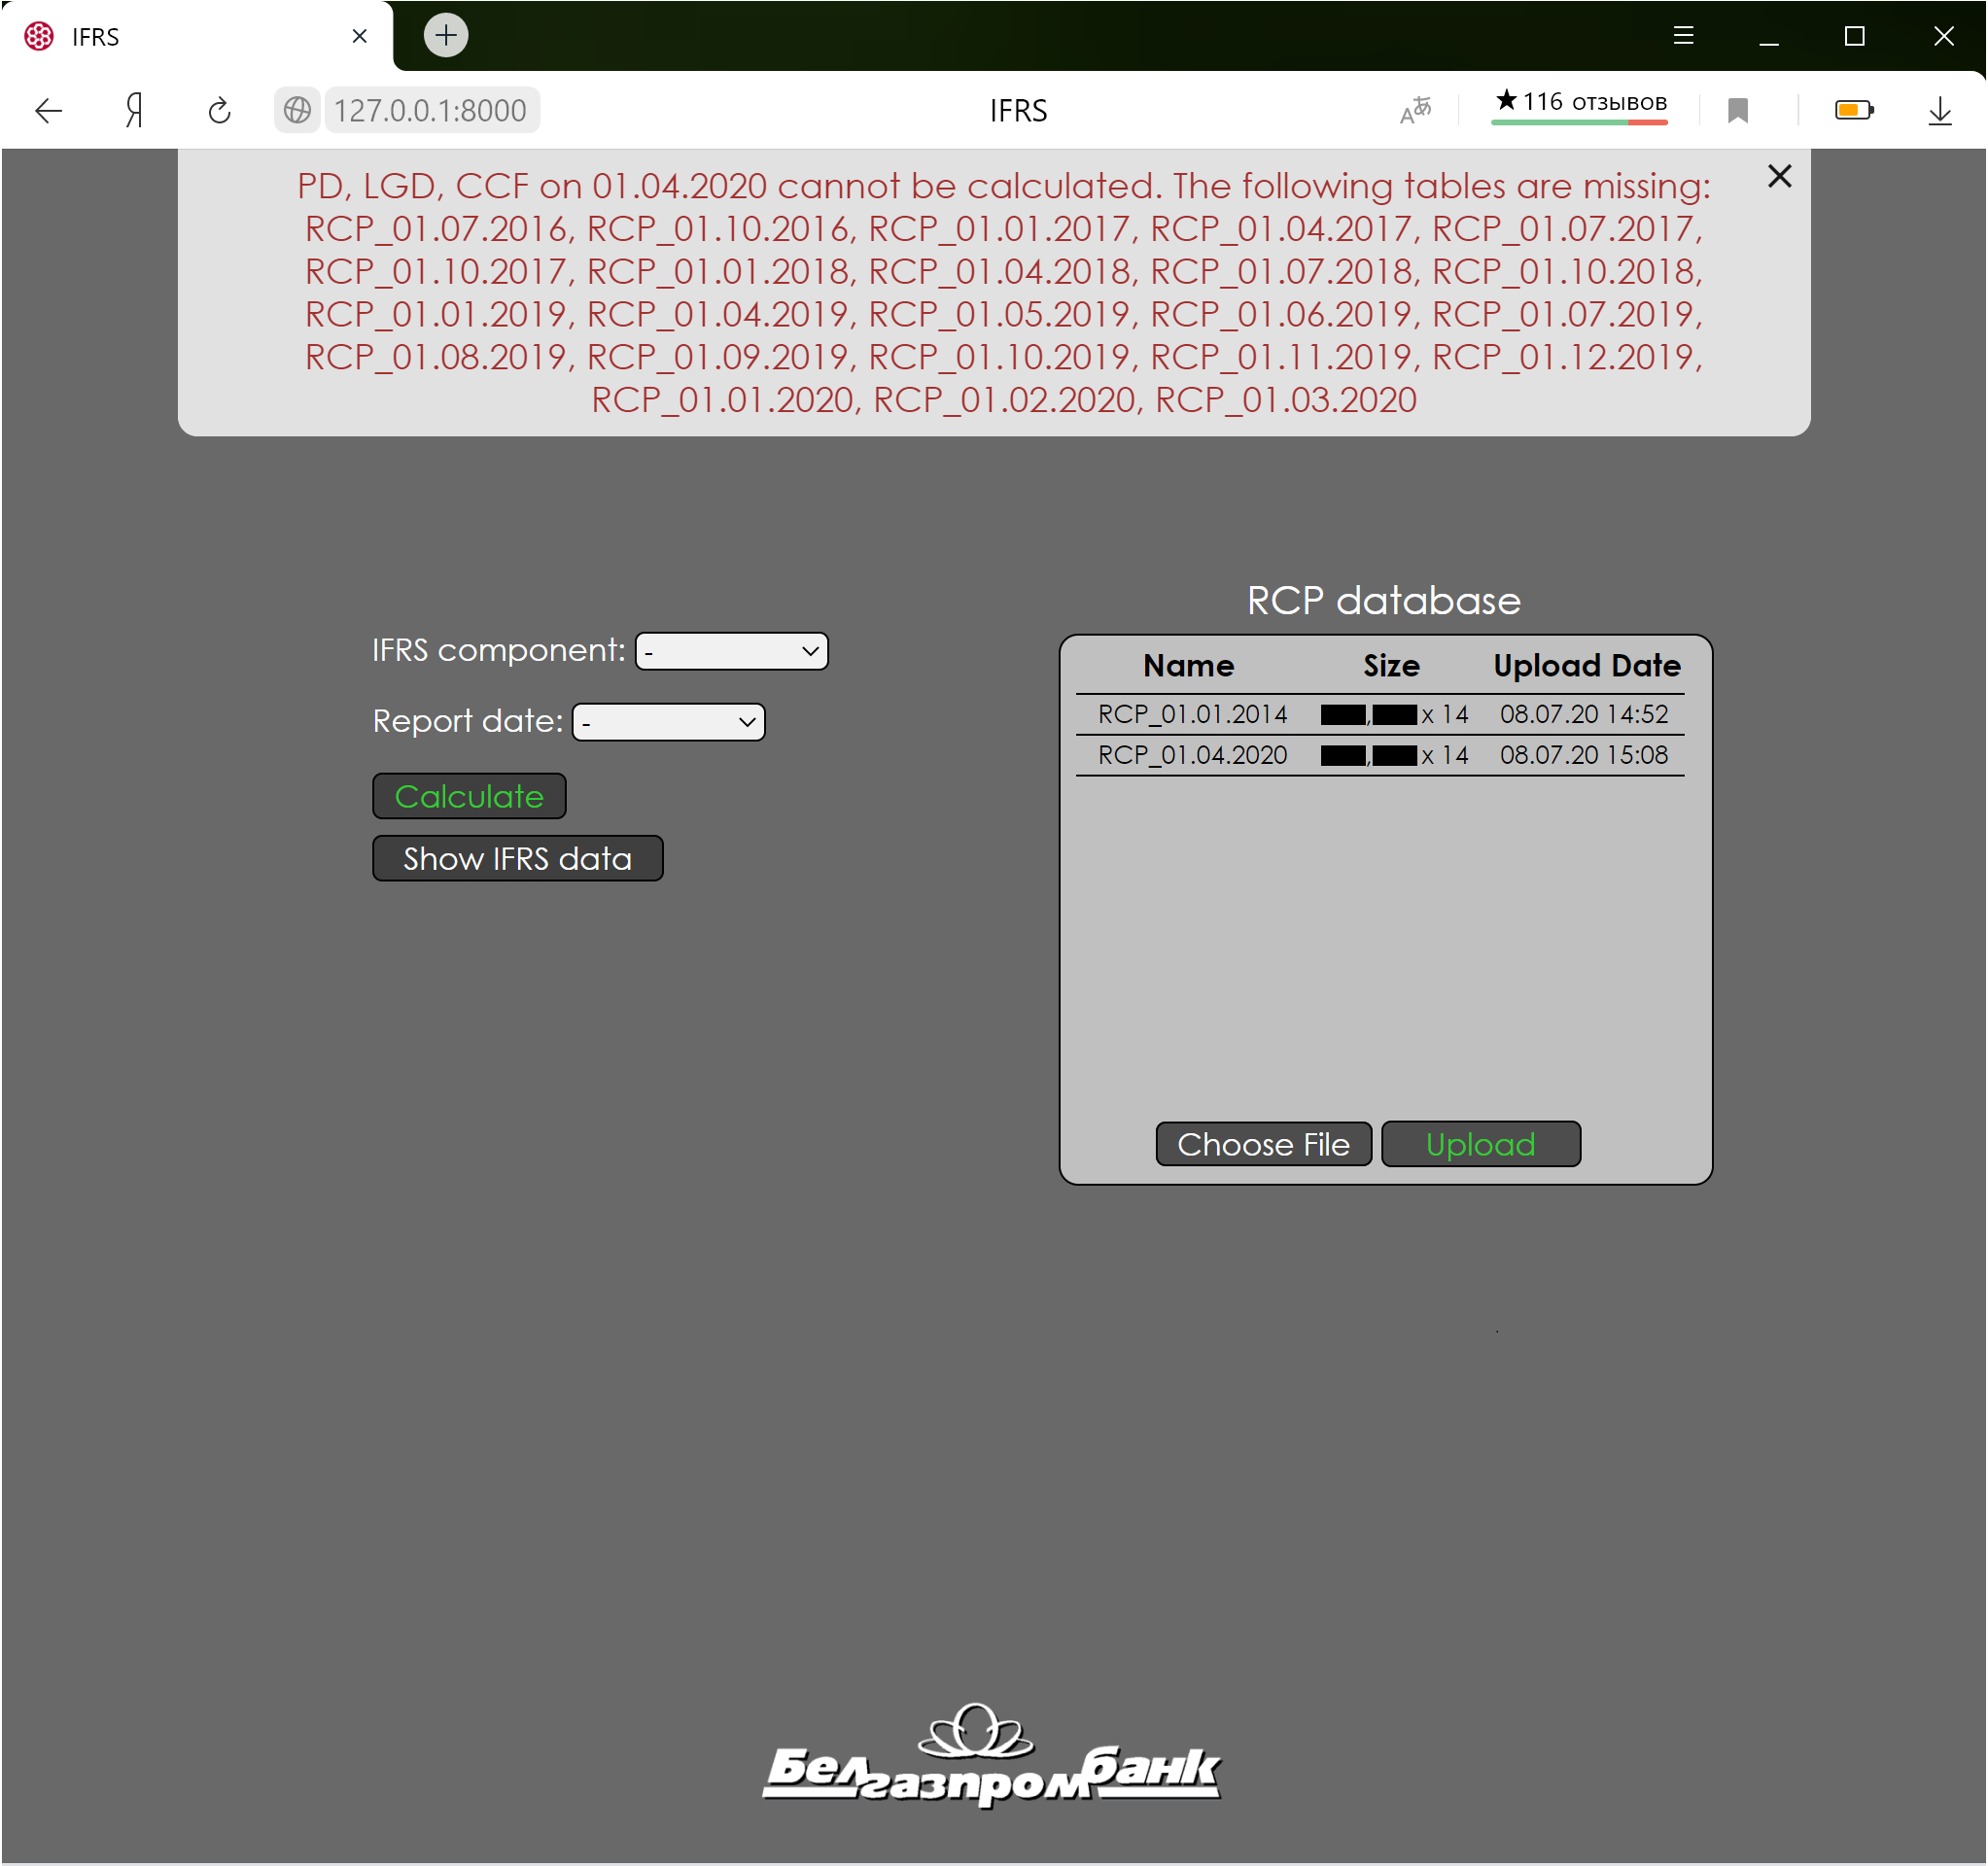 IFRS
Я
127.0.0.1:8000
IFRS
A あ
★ 116 отзывов
PD, LGD, CCF on 01.04.2020 cannot be calculated. The following tables are missing:
RCP_01.07.2016, RCP_01.10.2016, RCP_01.01.2017, RCP_01.04.2017, RCP_01.07.2017,
RCP_01.10.2017, RCP_01.01.2018, RCP_01.04.2018, RCP_01.07.2018, RCP_01.10.2018,
RCP_01.01.2019, RCP_01.04.2019, RCP_01.05.2019, RCP_01.06.2019, RCP_01.07.2019,
RCP_01.08.2019, RCP_01.09.2019, RCP_01.10.2019, RCP_01.11.2019, RCP_01.12.2019,
RCP_01.01.2020, RCP_01.02.2020, RCP_01.03.2020
IFRS component: -
Report date: -
Calculate
Show IFRS data
RCP database
Name Size Upload Date
RCP_01.01.2014 , x 14 08.07.20 14:52
RCP_01.04.2020 , x 14 08.07.20 15:08
Choose File Upload
Белгазпромбанк